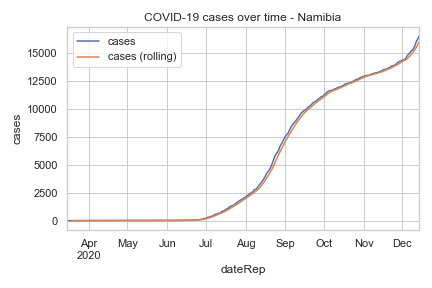 COVID-19 cases over time - Namibia
cases
cases (rolling)
15000
12500
10000
7500
5000
2500
0
cases
Apr May Jun Jul Aug Sep Oct Nov Dec
2020
dateRep